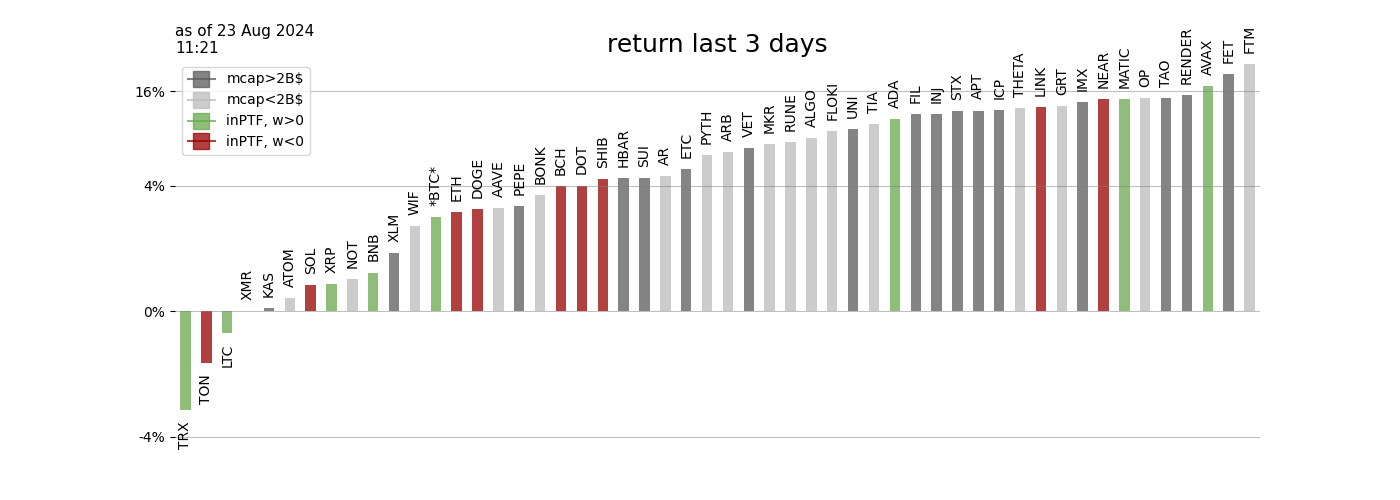 as of 23 Aug 2024
11:21
return last 3 days
mcap>2B$
mcap<2B$
inPTF, w>0
inPTF, w<0
16%
4%
0%
-4%
TRX
TON
LTC
XMR
KAS
ATOM
SOL
XRP
NOT
BNB
XLM
WIF
*BTC*
ETH
DOGE
AAVE
PEPE
BONK
BCH
DOT
SHIB
HBAR
SUI
AR
ETC
PYTH
ARB
VET
MKR
RUNE
ALGO
FLOKI
UNI
TIA
ADA
FIL
INJ
STX
APT
ICP
THETA
LINK
GRT
IMX
NEAR
MATIC
OP
TAO
RENDER
AVAX
FET
FTM